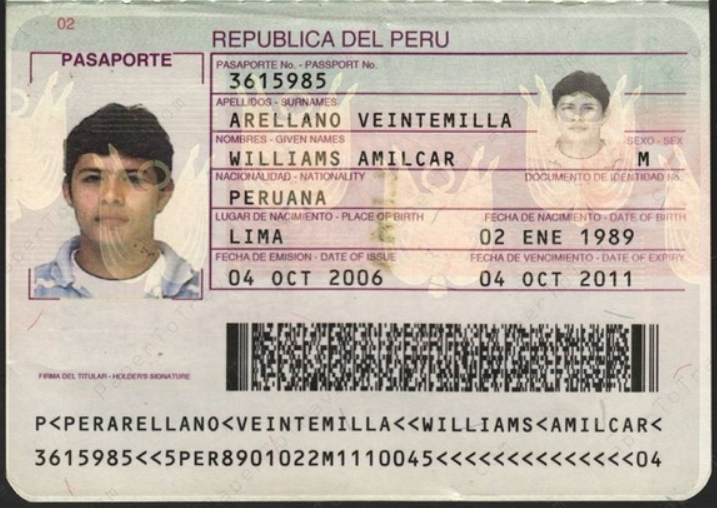 02
REPUBLICA DEL PERU
PASAPORTE
PASAPORTE No. - PASSPORT No.
3615985
APELLIDOS - SURNAMES
ARELLANO VEINTEMILLA
NOMBRES - GIVEN NAMES
SEXO - SEX
WILLIAMS AMILCAR
M
NACIONALIDAD - NATIONALITY
DOCUMENTO DE IDENTIDAD No.
PERUANA
LUGAR DE NACIMIENTO - PLACE OF BIRTH
FECHA DE NACIMIENTO - DATE OF BIRTH
LIMA
02 ENE 1989
FECHA DE EMISION - DATE OF ISSUE
FECHA DE VENCIMIENTO - DATE OF EXPIRY
04 OCT 2006
04 OCT 2011
FIRMA DEL TITULAR - HOLDER'S SIGNATURE
P<PERARELLANO<VEINTEMILLA<<WILLIAMS<AMILCAR<
3615985<<5PER8901022M1110045<<<<<<<<<<<<<<04